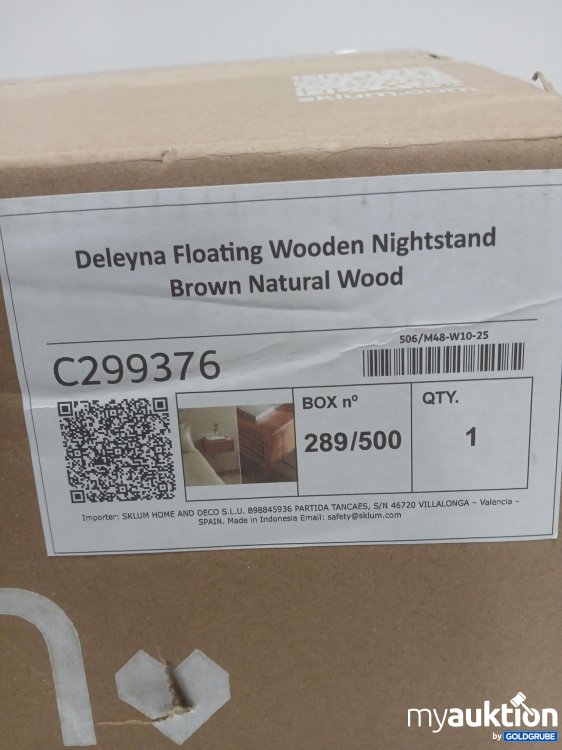 sklum.com
Deleyna Floating Wooden Nightstand
Brown Natural Wood
506/M48-W10-25
C299376
BOX nº
QTY.
289/500
1
Importer: SKLUM HOME AND DECO S.L.U. B98845936 PARTIDA TANCAES, S/N 46720 VILLALONGA – Valencia –
SPAIN. Made in Indonesia Email: safety@sklum.com
myauktion
by GOLDGRUBE